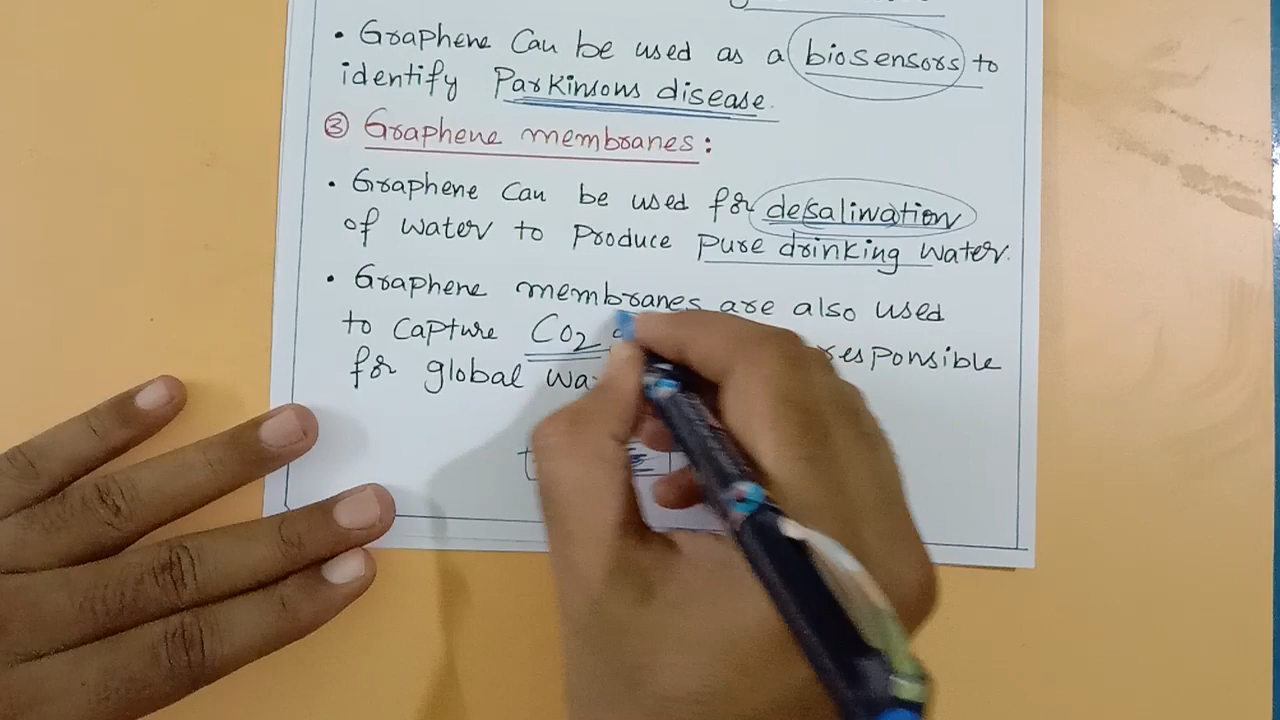 • Graphene Can be used as a biosensors to
identify Parkinsons disease.
③ Graphene membranes:
• Graphene Can be used for desalination
of water to produce pure drinking water.
• Graphene membranes are also used
to capture CO2 responsible
for global